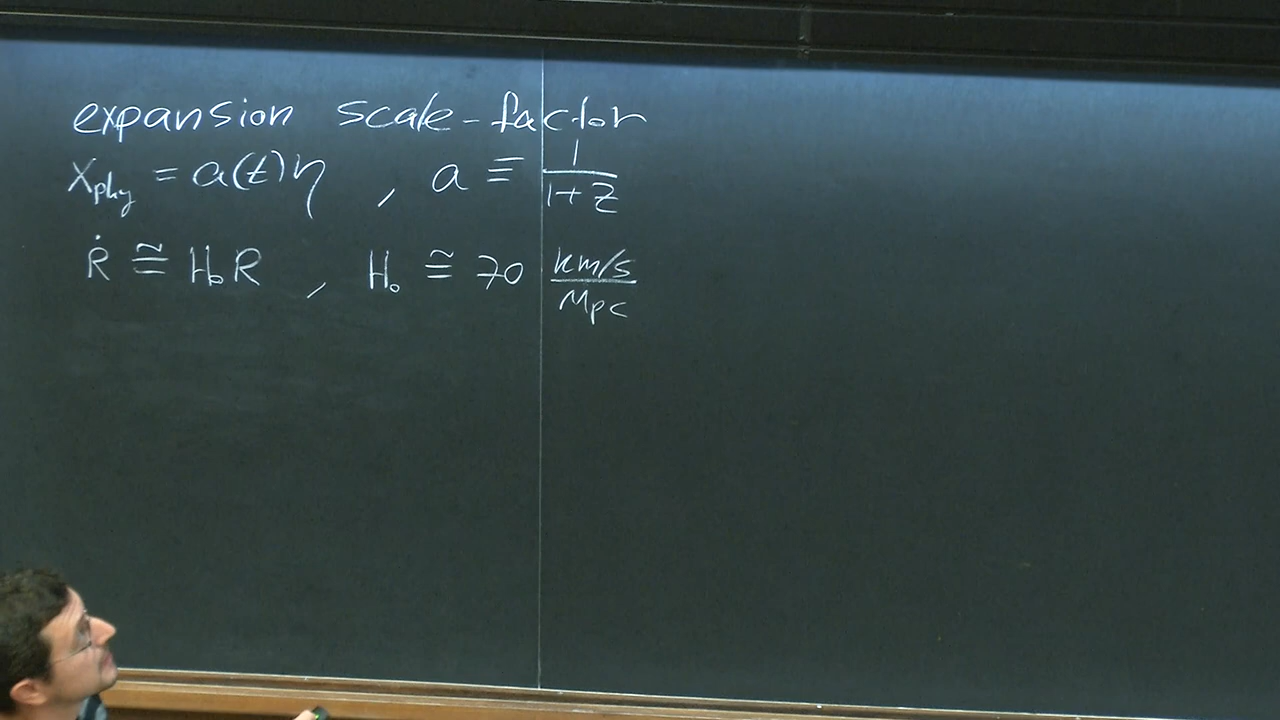 expansion scale-factor
x_phy = a(t)η , a ≡ 1/(1+z)
Ṙ ≅ H₀R , H₀ ≅ 70 km/s / Mpc